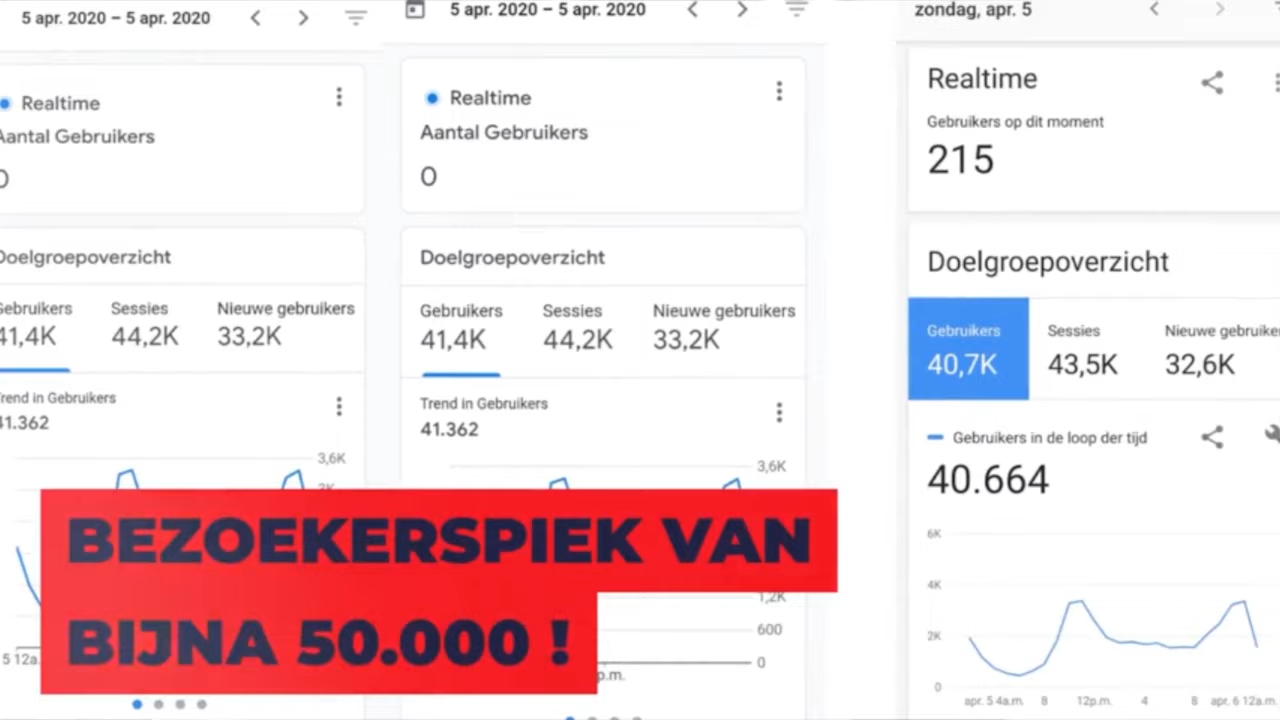 5 apr. 2020 – 5 apr. 2020
Realtime
Aantal Gebruikers
0
Doelgroepoverzicht
Gebruikers Sessies Nieuwe gebruikers
41,4K 44,2K 33,2K
Trend in Gebruikers
41.362
3,6K
5 12a.
5 apr. 2020 – 5 apr. 2020
Realtime
Aantal Gebruikers
0
Doelgroepoverzicht
Gebruikers Sessies Nieuwe gebruikers
41,4K 44,2K 33,2K
Trend in Gebruikers
41.362
3,6K
1,2K
600
0
p.m.
zondag, apr. 5
Realtime
Gebruikers op dit moment
215
Doelgroepoverzicht
Gebruikers Sessies Nieuwe gebruike
40,7K 43,5K 32,6K
Gebruikers in de loop der tijd
40.664
6K
4K
2K
0
apr. 5 4a.m. 8 12p.m. 4 8 apr. 6 12a.m.
BEZOEKERSPIEK VAN
BIJNA 50.000 !